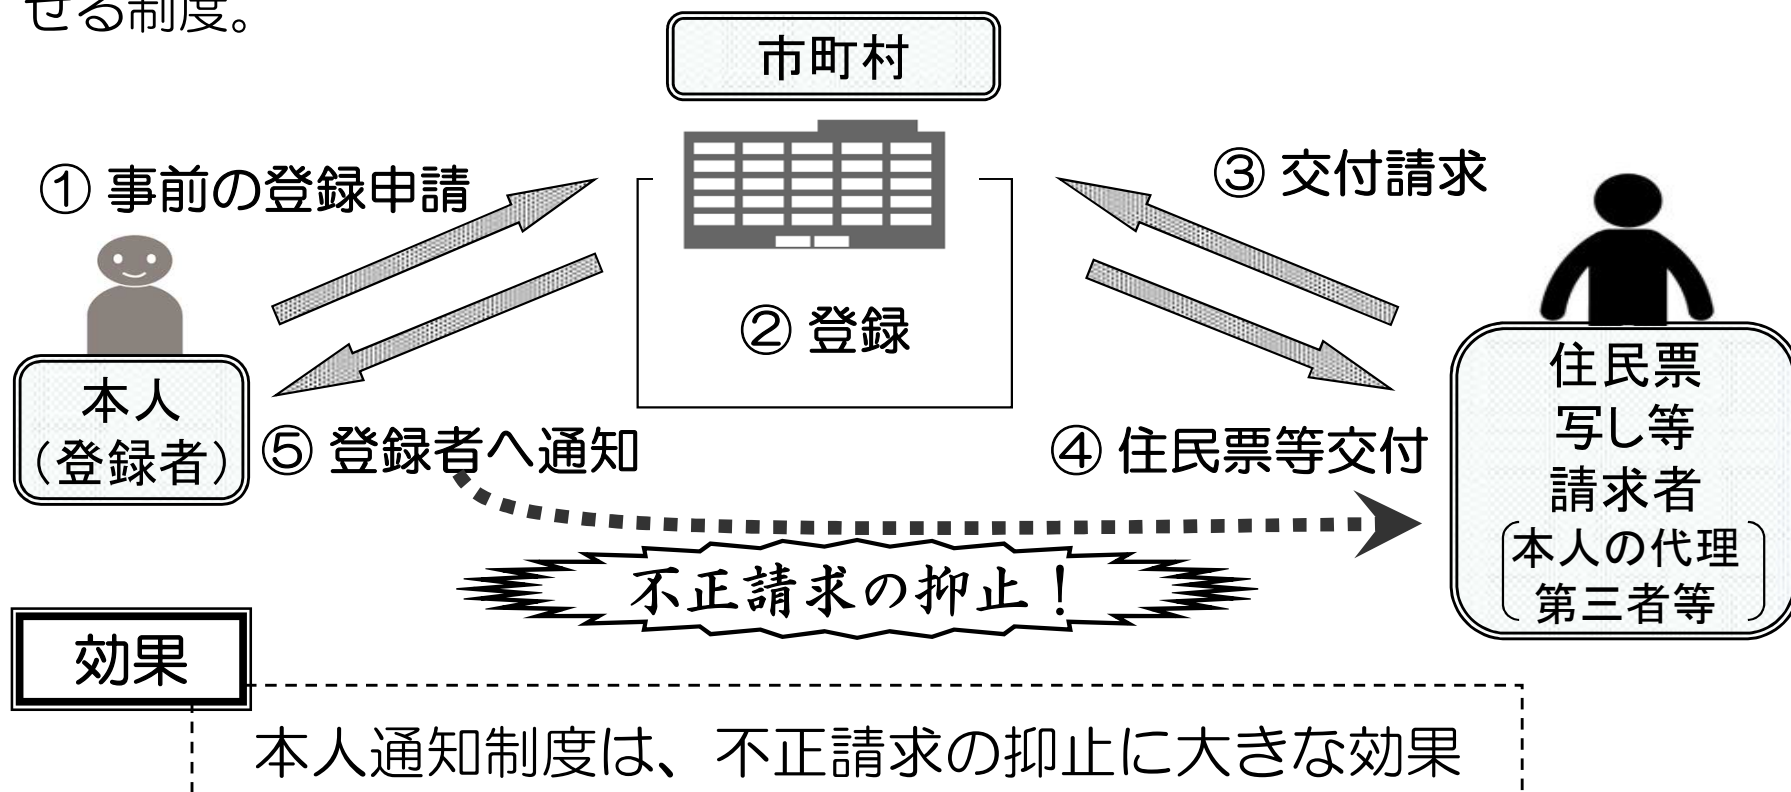 せる制度。
市町村
① 事前の登録申請
③ 交付請求
② 登録
本人
（登録者）
⑤ 登録者へ通知
④ 住民票等交付
住民票
写し等
請求者
本人の代理
第三者等
不正請求の抑止！
効果
本人通知制度は、不正請求の抑止に大きな効果